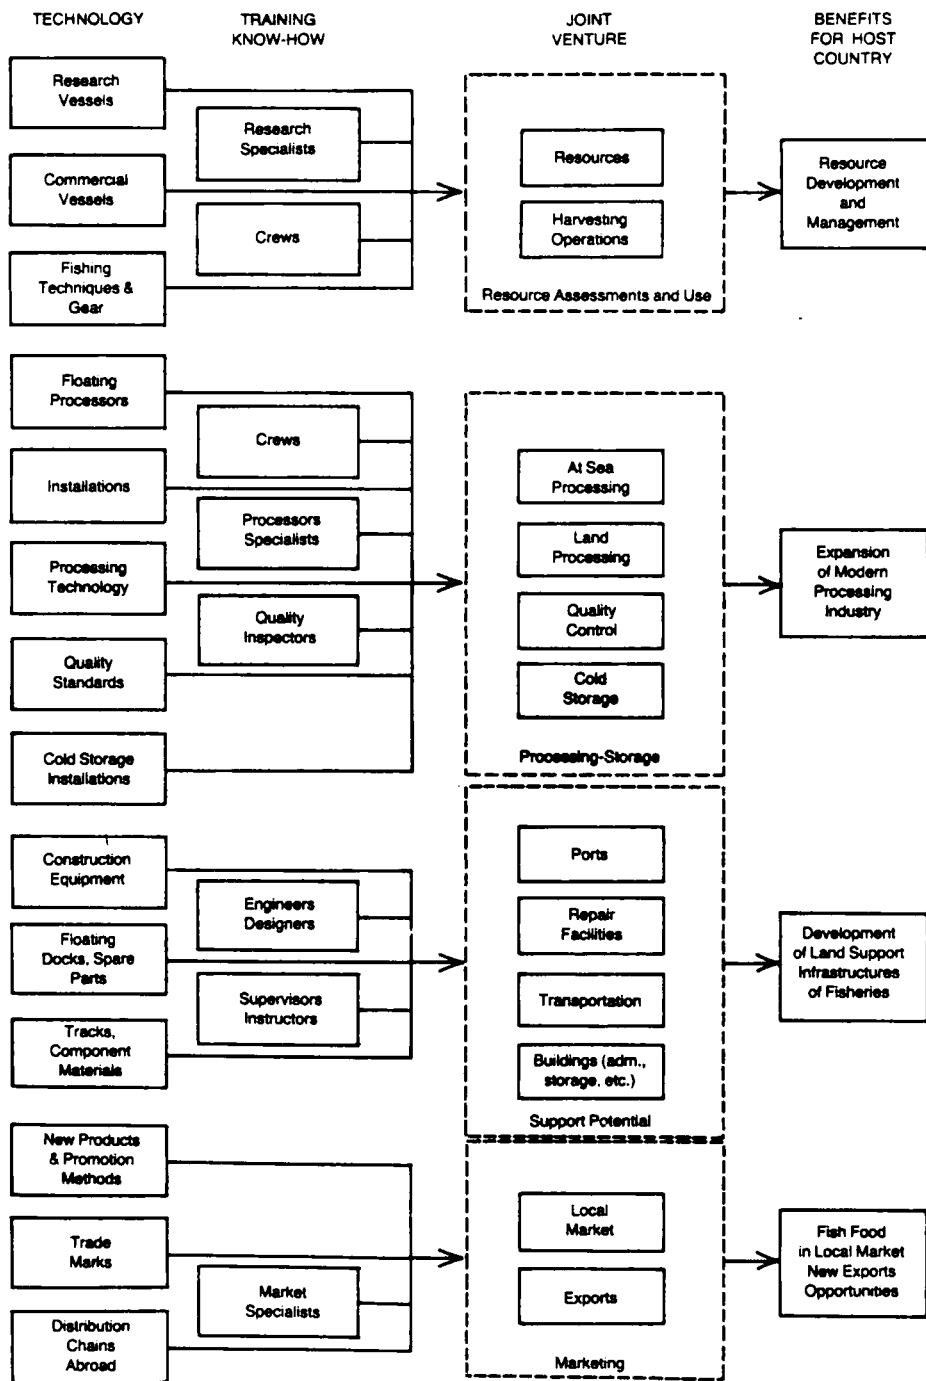 TECHNOLOGY
TRAINING
KNOW-HOW
JOINT
VENTURE
BENEFITS
FOR HOST
COUNTRY
Research
Vessels
Research
Specialists
Commercial
Vessels
Crews
Fishing
Techniques &
Gear
Resources
Harvesting
Operations
Resource Assessments and Use
Resource
Development
and
Management
Floating
Processors
Crews
Installations
Processors
Specialists
Processing
Technology
Quality
Inspectors
Quality
Standards
Cold Storage
Installations
At Sea
Processing
Land
Processing
Quality
Control
Cold
Storage
Processing-Storage
Expansion
of Modern
Processing
Industry
Construction
Equipment
Engineers
Designers
Floating
Docks, Spare
Parts
Supervisors
Instructors
Tracks,
Component
Materials
Ports
Repair
Facilities
Transportation
Buildings (adm.,
storage, etc.)
Support Potential
Development
of Land Support
Infrastructures
of Fisheries
New Products
& Promotion
Methods
Trade
Marks
Market
Specialists
Distribution
Chains
Abroad
Local
Market
Exports
Marketing
Fish Food
in Local Market
New Exports
Opportunities